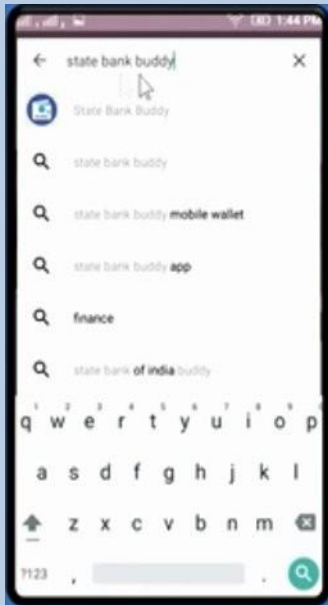 1:44 PM
state bank buddy
State Bank Buddy
state bank buddy
state bank buddy mobile wallet
state bank buddy app
finance
state bank of india buddy
q w e r t y u i o p
a s d f g h j k l
z x c v b n m
?123 , .